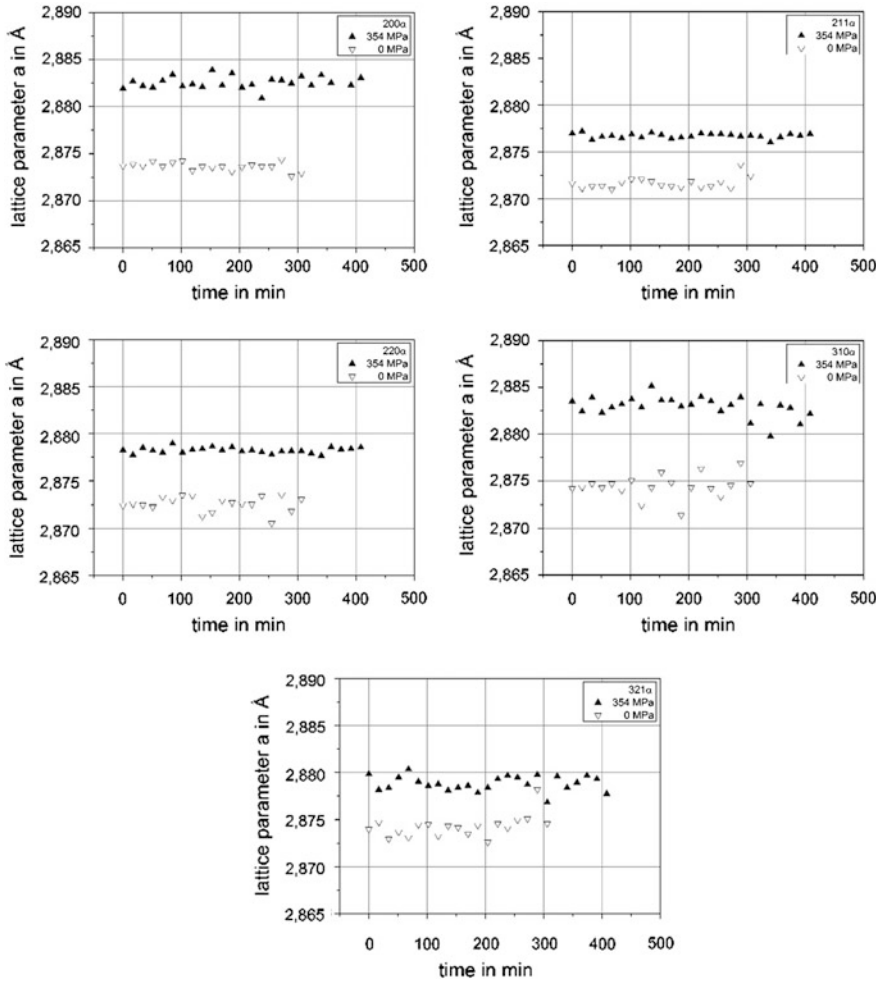 2,890
2,885
2,880
2,875
2,870
2,865
lattice parameter a in Å
200α
▲ 354 MPa
▽ 0 MPa
0 100 200 300 400 500
time in min
2,890
2,885
2,880
2,875
2,870
2,865
lattice parameter a in Å
211α
▲ 354 MPa
▽ 0 MPa
0 100 200 300 400 500
time in min
2,890
2,885
2,880
2,875
2,870
2,865
lattice parameter a in Å
220α
▲ 354 MPa
▽ 0 MPa
0 100 200 300 400 500
time in min
2,890
2,885
2,880
2,875
2,870
2,865
lattice parameter a in Å
310α
▲ 354 MPa
▽ 0 MPa
0 100 200 300 400 500
time in min
2,890
2,885
2,880
2,875
2,870
2,865
lattice parameter a in Å
321α
▲ 354 MPa
▽ 0 MPa
0 100 200 300 400 500
time in min